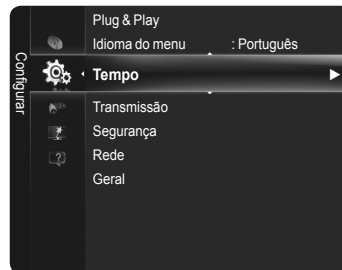 Configurar
Plug & Play
Idioma do menu : Português
Tempo
Transmissão
Segurança
Rede
Geral